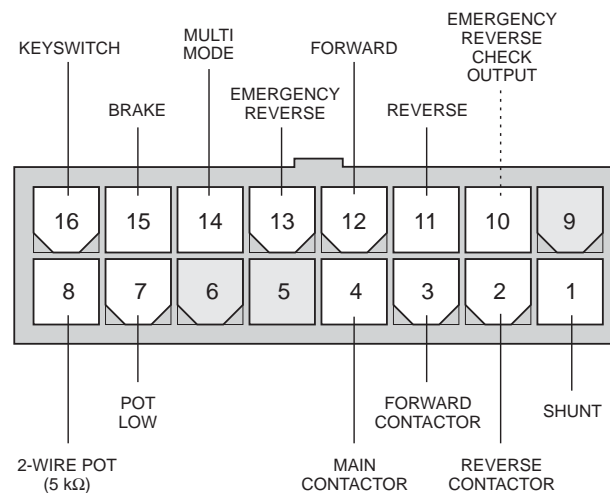 EMERGENCY
REVERSE
CHECK
OUTPUT
MULTI
MODE
KEYSWITCH
FORWARD
EMERGENCY
REVERSE
BRAKE
REVERSE
16 15 14 13 12 11 10 9
8 7 6 5 4 3 2 1
POT
LOW
FORWARD
CONTACTOR
SHUNT
2-WIRE POT
(5 kΩ)
MAIN
CONTACTOR
REVERSE
CONTACTOR